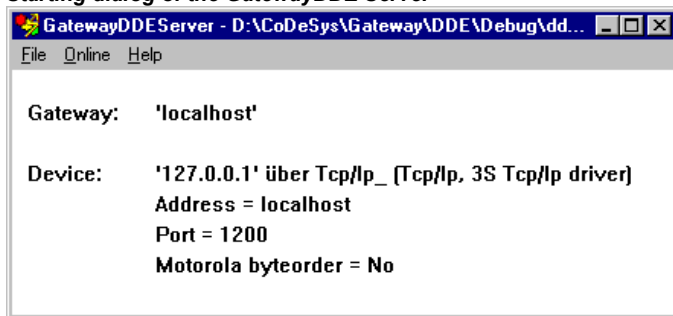 Starting dialog of the GatewayDDE Server
GatewayDDEServer - D:\CoDeSys\Gateway\DDE\Debug\dd...
File Online Help
Gateway: 'localhost'
Device: '127.0.0.1' über Tcp/Ip_ (Tcp/Ip, 3S Tcp/Ip driver)
Address = localhost
Port = 1200
Motorola byteorder = No